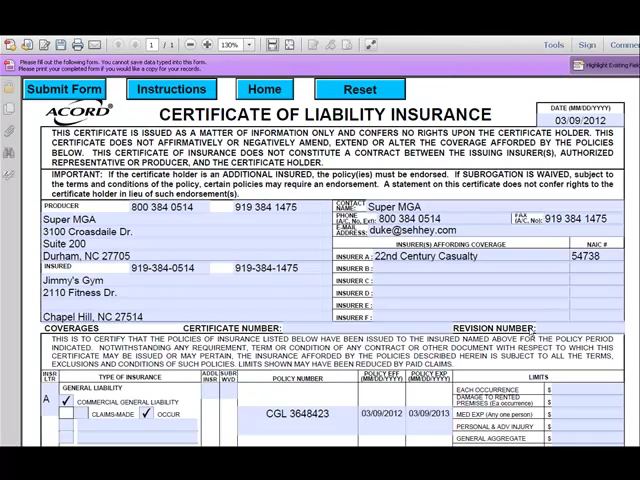 1 / 1
130%
Tools
Sign
Comment
Please fill out the following form. You cannot save data typed into this form.
Please print your completed form if you would like a copy for your records.
Highlight Existing
Submit Form
Instructions
Home
Reset
ACORD
CERTIFICATE OF LIABILITY INSURANCE
DATE (MM/DD/YYYY)
03/09/2012
THIS CERTIFICATE IS ISSUED AS A MATTER OF INFORMATION ONLY AND CONFERS NO RIGHTS UPON THE CERTIFICATE HOLDER. THIS
CERTIFICATE DOES NOT AFFIRMATIVELY OR NEGATIVELY AMEND, EXTEND OR ALTER THE COVERAGE AFFORDED BY THE POLICIES
BELOW. THIS CERTIFICATE OF INSURANCE DOES NOT CONSTITUTE A CONTRACT BETWEEN THE ISSUING INSURER(S), AUTHORIZED
REPRESENTATIVE OR PRODUCER, AND THE CERTIFICATE HOLDER.
IMPORTANT: If the certificate holder is an ADDITIONAL INSURED, the policy(ies) must be endorsed. If SUBROGATION IS WAIVED, subject to
the terms and conditions of the policy, certain policies may require an endorsement. A statement on this certificate does not confer rights to the
certificate holder in lieu of such endorsement(s).
PRODUCER 800 384 0514 919 384 1475
Super MGA
3100 Croasdaile Dr.
Suite 200
Durham, NC 27705
CONTACT NAME: Super MGA
PHONE (A/C, No, Ext): 800 384 0514 FAX (A/C, No): 919 384 1475
E-MAIL ADDRESS: duke@sehhey.com
INSURER(S) AFFORDING COVERAGE NAIC #
INSURER A : 22nd Century Casualty 54738
INSURED 919-384-0514 919-384-1475
Jimmy's Gym
2110 Fitness Dr.
Chapel Hill, NC 27514
INSURER B :
INSURER C :
INSURER D :
INSURER E :
INSURER F :
COVERAGES CERTIFICATE NUMBER: REVISION NUMBER:
THIS IS TO CERTIFY THAT THE POLICIES OF INSURANCE LISTED BELOW HAVE BEEN ISSUED TO THE INSURED NAMED ABOVE FOR THE POLICY PERIOD
INDICATED. NOTWITHSTANDING ANY REQUIREMENT, TERM OR CONDITION OF ANY CONTRACT OR OTHER DOCUMENT WITH RESPECT TO WHICH THIS
CERTIFICATE MAY BE ISSUED OR MAY PERTAIN, THE INSURANCE AFFORDED BY THE POLICIES DESCRIBED HEREIN IS SUBJECT TO ALL THE TERMS,
EXCLUSIONS AND CONDITIONS OF SUCH POLICIES. LIMITS SHOWN MAY HAVE BEEN REDUCED BY PAID CLAIMS.
INSR LTR TYPE OF INSURANCE ADDL INSR SUBR WVD POLICY NUMBER POLICY EFF (MM/DD/YYYY) POLICY EXP (MM/DD/YYYY) LIMITS
A GENERAL LIABILITY
COMMERCIAL GENERAL LIABILITY
CLAIMS-MADE OCCUR
CGL 3648423 03/09/2012 03/09/2013
EACH OCCURRENCE $
DAMAGE TO RENTED PREMISES (Ea occurrence) $
MED EXP (Any one person) $
PERSONAL & ADV INJURY $
GENERAL AGGREGATE $